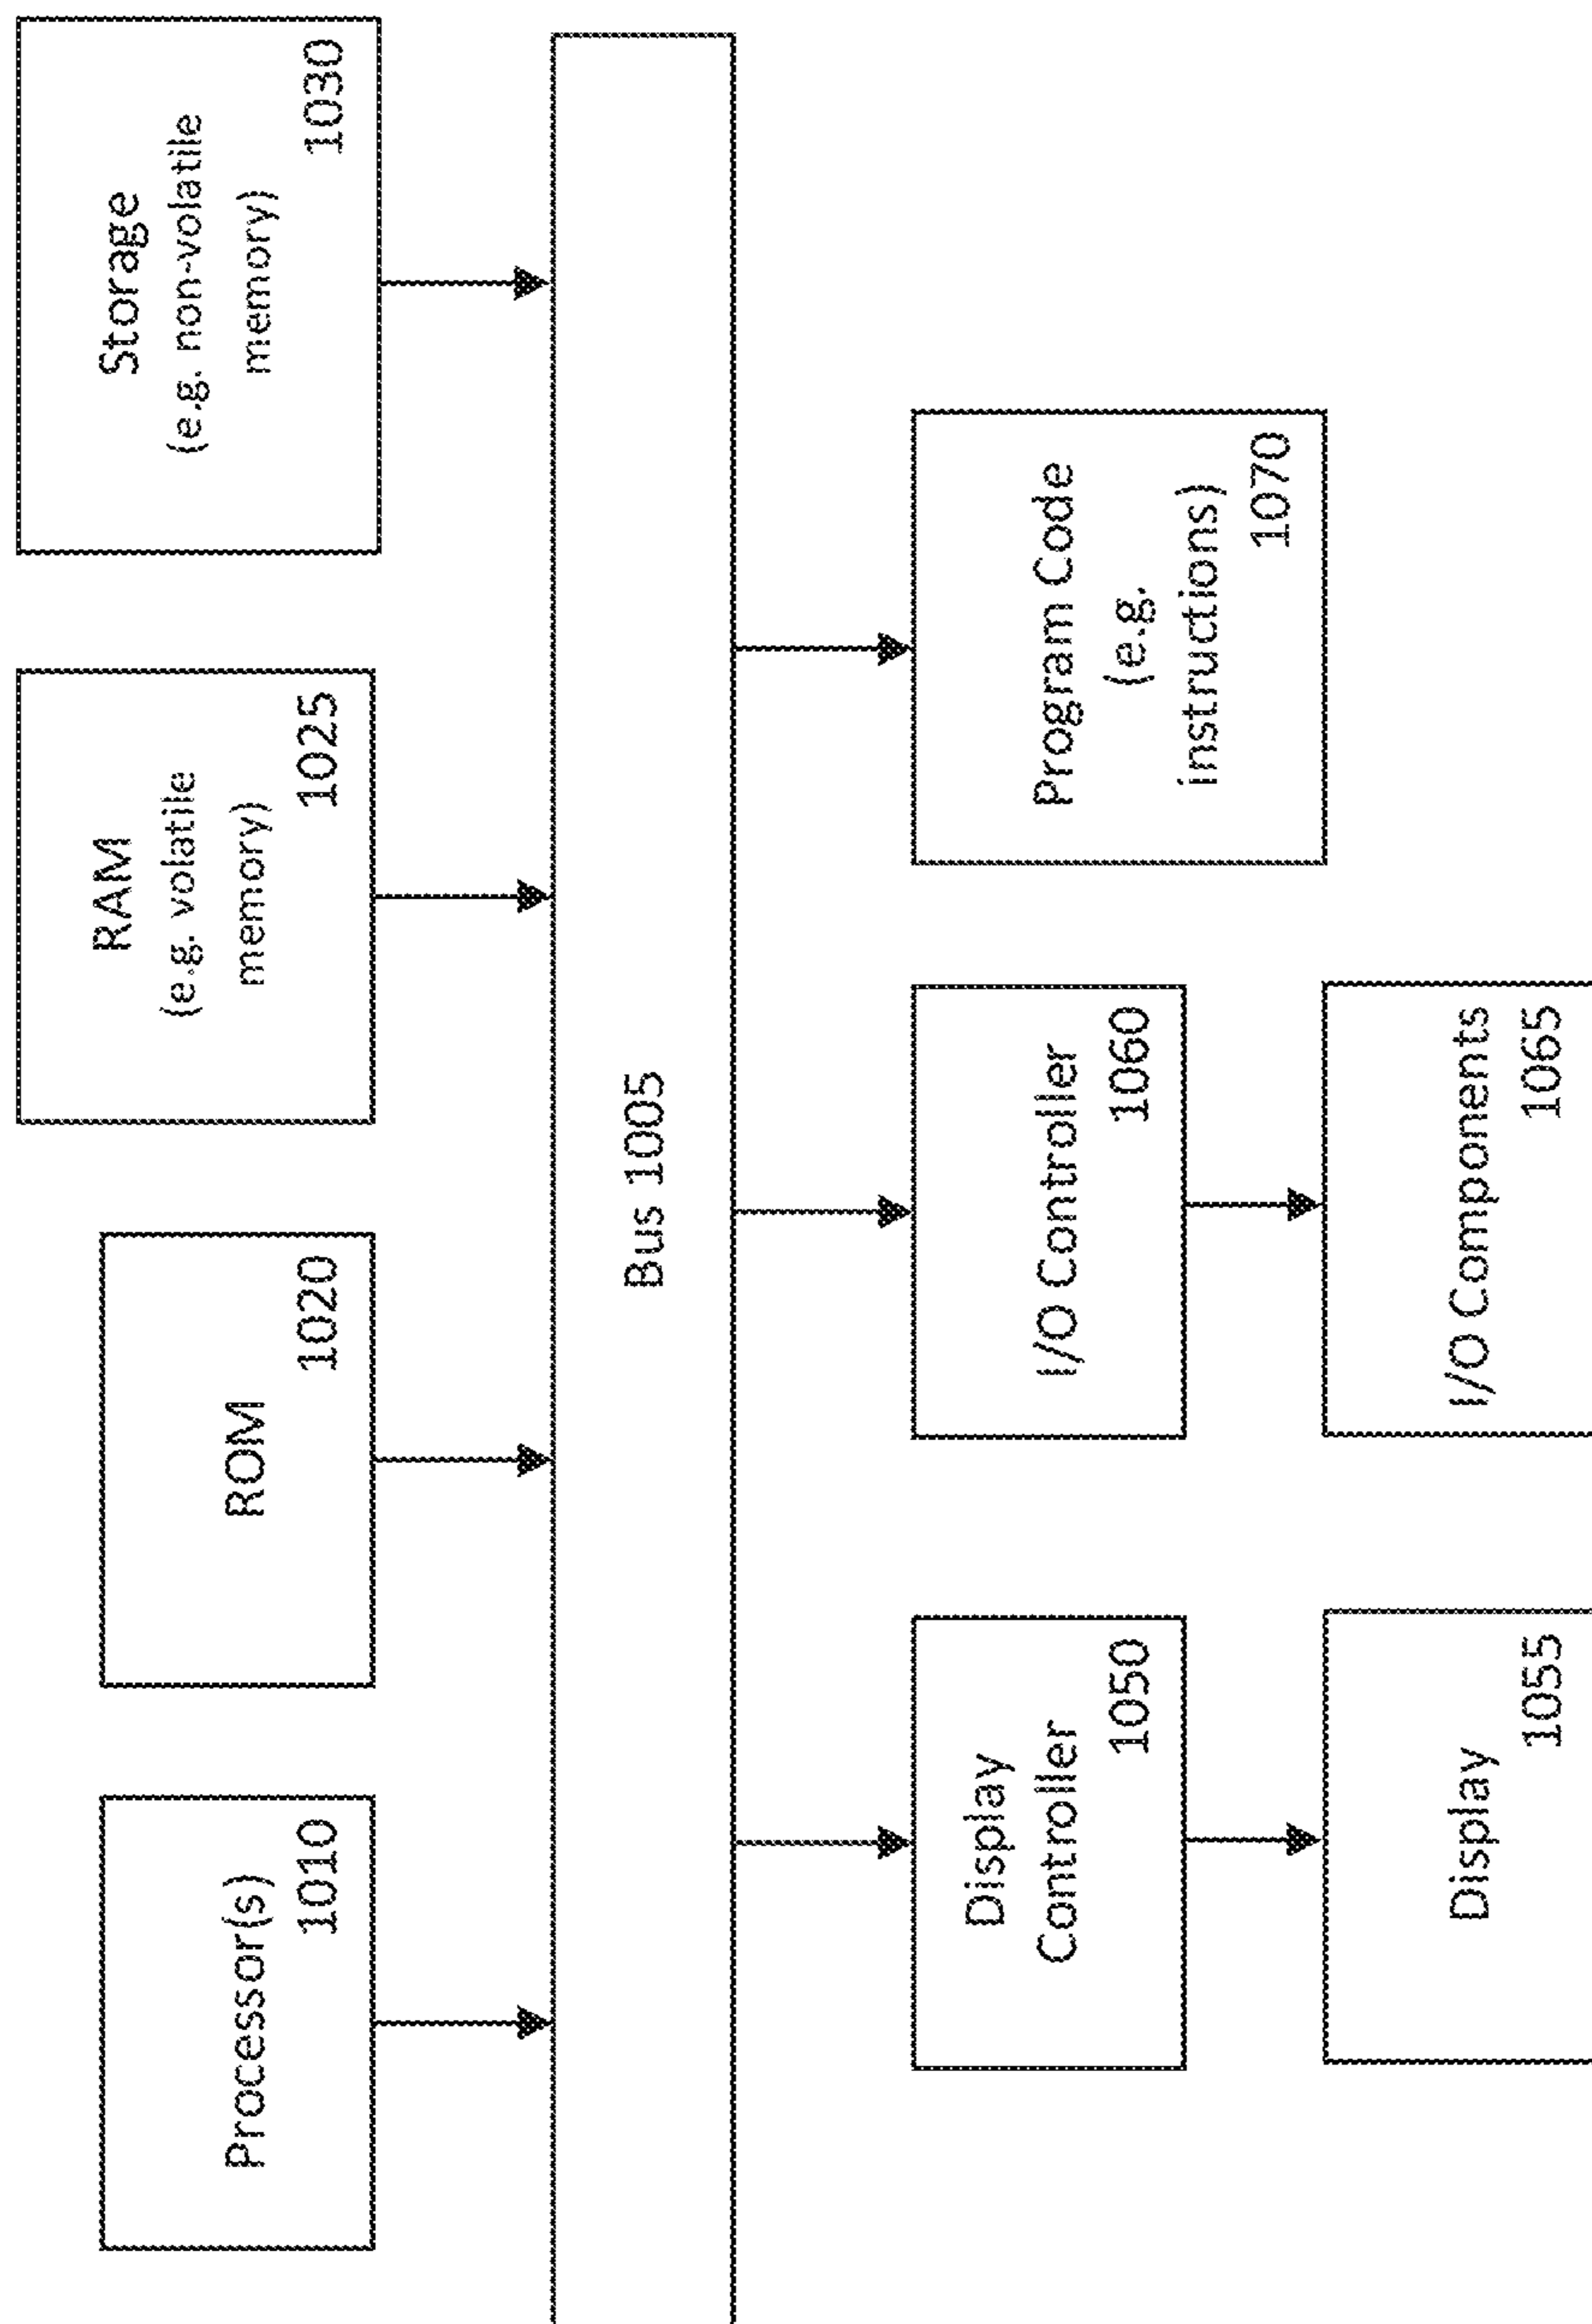 Processor(s)
1010
ROM
1020
RAM
(e.g. volatile
memory)
1025
Storage
(e.g. non-volatile
memory)
1030
Bus 1005
Display
Controller
1050
I/O Controller
1060
Program Code
(e.g.
instructions)
1070
Display
1055
I/O Components
1065